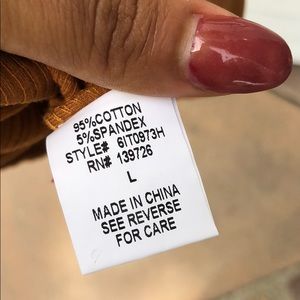 95%COTTON
5%SPANDEX
STYLE# 6IT0973H
RN# 139726
L
MADE IN CHINA
SEE REVERSE
FOR CARE